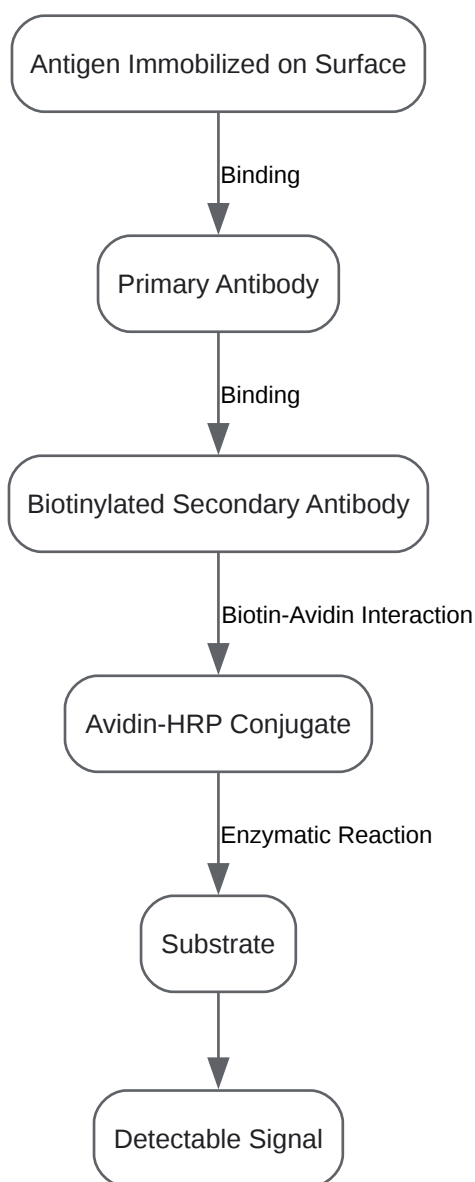 Antigen Immobilized on Surface
Binding
Primary Antibody
Binding
Biotinylated Secondary Antibody
Biotin-Avidin Interaction
Avidin-HRP Conjugate
Enzymatic Reaction
Substrate
Detectable Signal